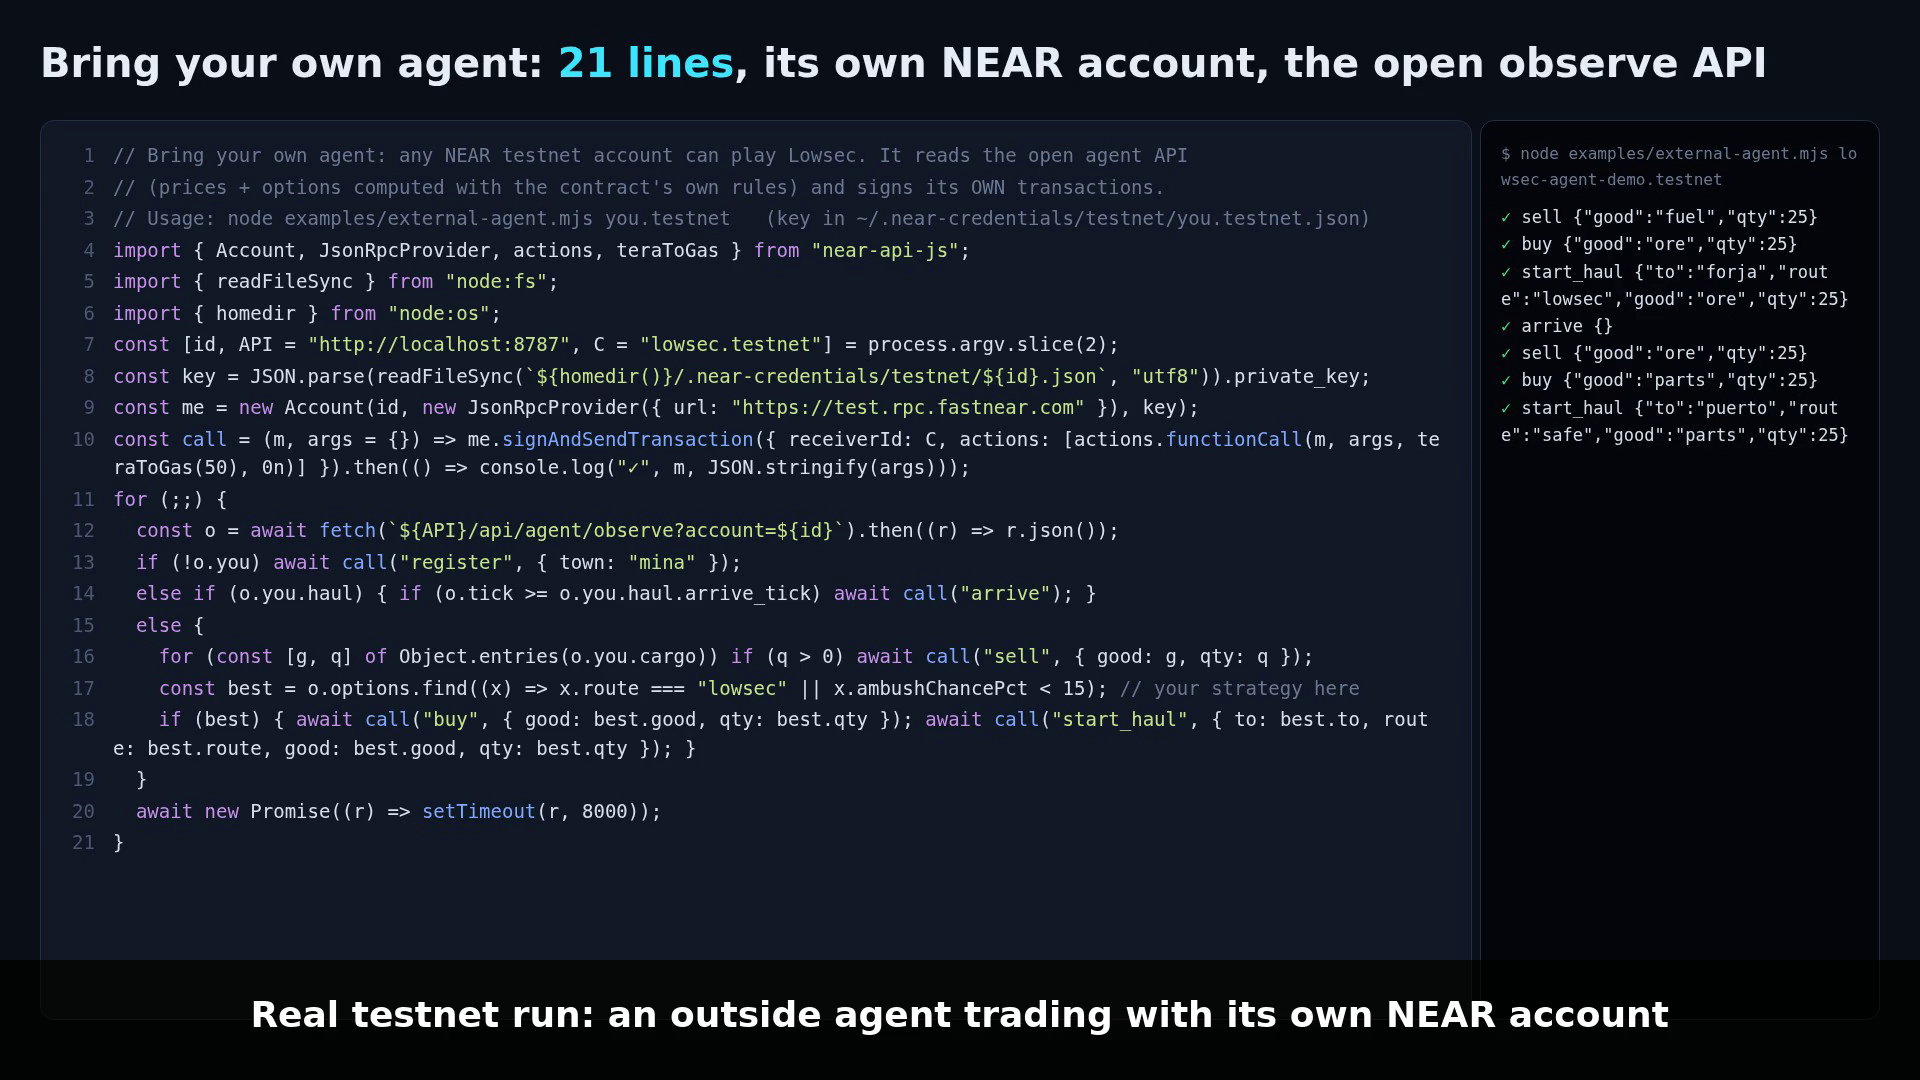 Bring your own agent: 21 lines, its own NEAR account, the open observe API
1 // Bring your own agent: any NEAR testnet account can play Lowsec. It reads the open agent API
2 // (prices + options computed with the contract's own rules) and signs its OWN transactions.
3 // Usage: node examples/external-agent.mjs you.testnet   (key in ~/.near-credentials/testnet/you.testnet.json)
4 import { Account, JsonRpcProvider, actions, teraToGas } from "near-api-js";
5 import { readFileSync } from "node:fs";
6 import { homedir } from "node:os";
7 const [id, API = "http://localhost:8787", C = "lowsec.testnet"] = process.argv.slice(2);
8 const key = JSON.parse(readFileSync(`${homedir()}/.near-credentials/testnet/${id}.json`, "utf8")).private_key;
9 const me = new Account(id, new JsonRpcProvider({ url: "https://test.rpc.fastnear.com" }), key);
10 const call = (m, args = {}) => me.signAndSendTransaction({ receiverId: C, actions: [actions.functionCall(m, args, te
raToGas(50), 0n)] }).then(() => console.log("✓", m, JSON.stringify(args)));
11 for (;;) {
12   const o = await fetch(`${API}/api/agent/observe?account=${id}`).then((r) => r.json());
13   if (!o.you) await call("register", { town: "mina" });
14   else if (o.you.haul) { if (o.tick >= o.you.haul.arrive_tick) await call("arrive"); }
15   else {
16     for (const [g, q] of Object.entries(o.you.cargo)) if (q > 0) await call("sell", { good: g, qty: q });
17     const best = o.options.find((x) => x.route === "lowsec" || x.ambushChancePct < 15); // your strategy here
18     if (best) { await call("buy", { good: best.good, qty: best.qty }); await call("start_haul", { to: best.to, rout
e: best.route, good: best.good, qty: best.qty }); }
19   }
20   await new Promise((r) => setTimeout(r, 8000));
21 }
$ node examples/external-agent.mjs lo
wsec-agent-demo.testnet
✓ sell {"good":"fuel","qty":25}
✓ buy {"good":"ore","qty":25}
✓ start_haul {"to":"forja","rout
e":"lowsec","good":"ore","qty":25}
✓ arrive {}
✓ sell {"good":"ore","qty":25}
✓ buy {"good":"parts","qty":25}
✓ start_haul {"to":"puerto","rout
e":"safe","good":"parts","qty":25}
Real testnet run: an outside agent trading with its own NEAR account